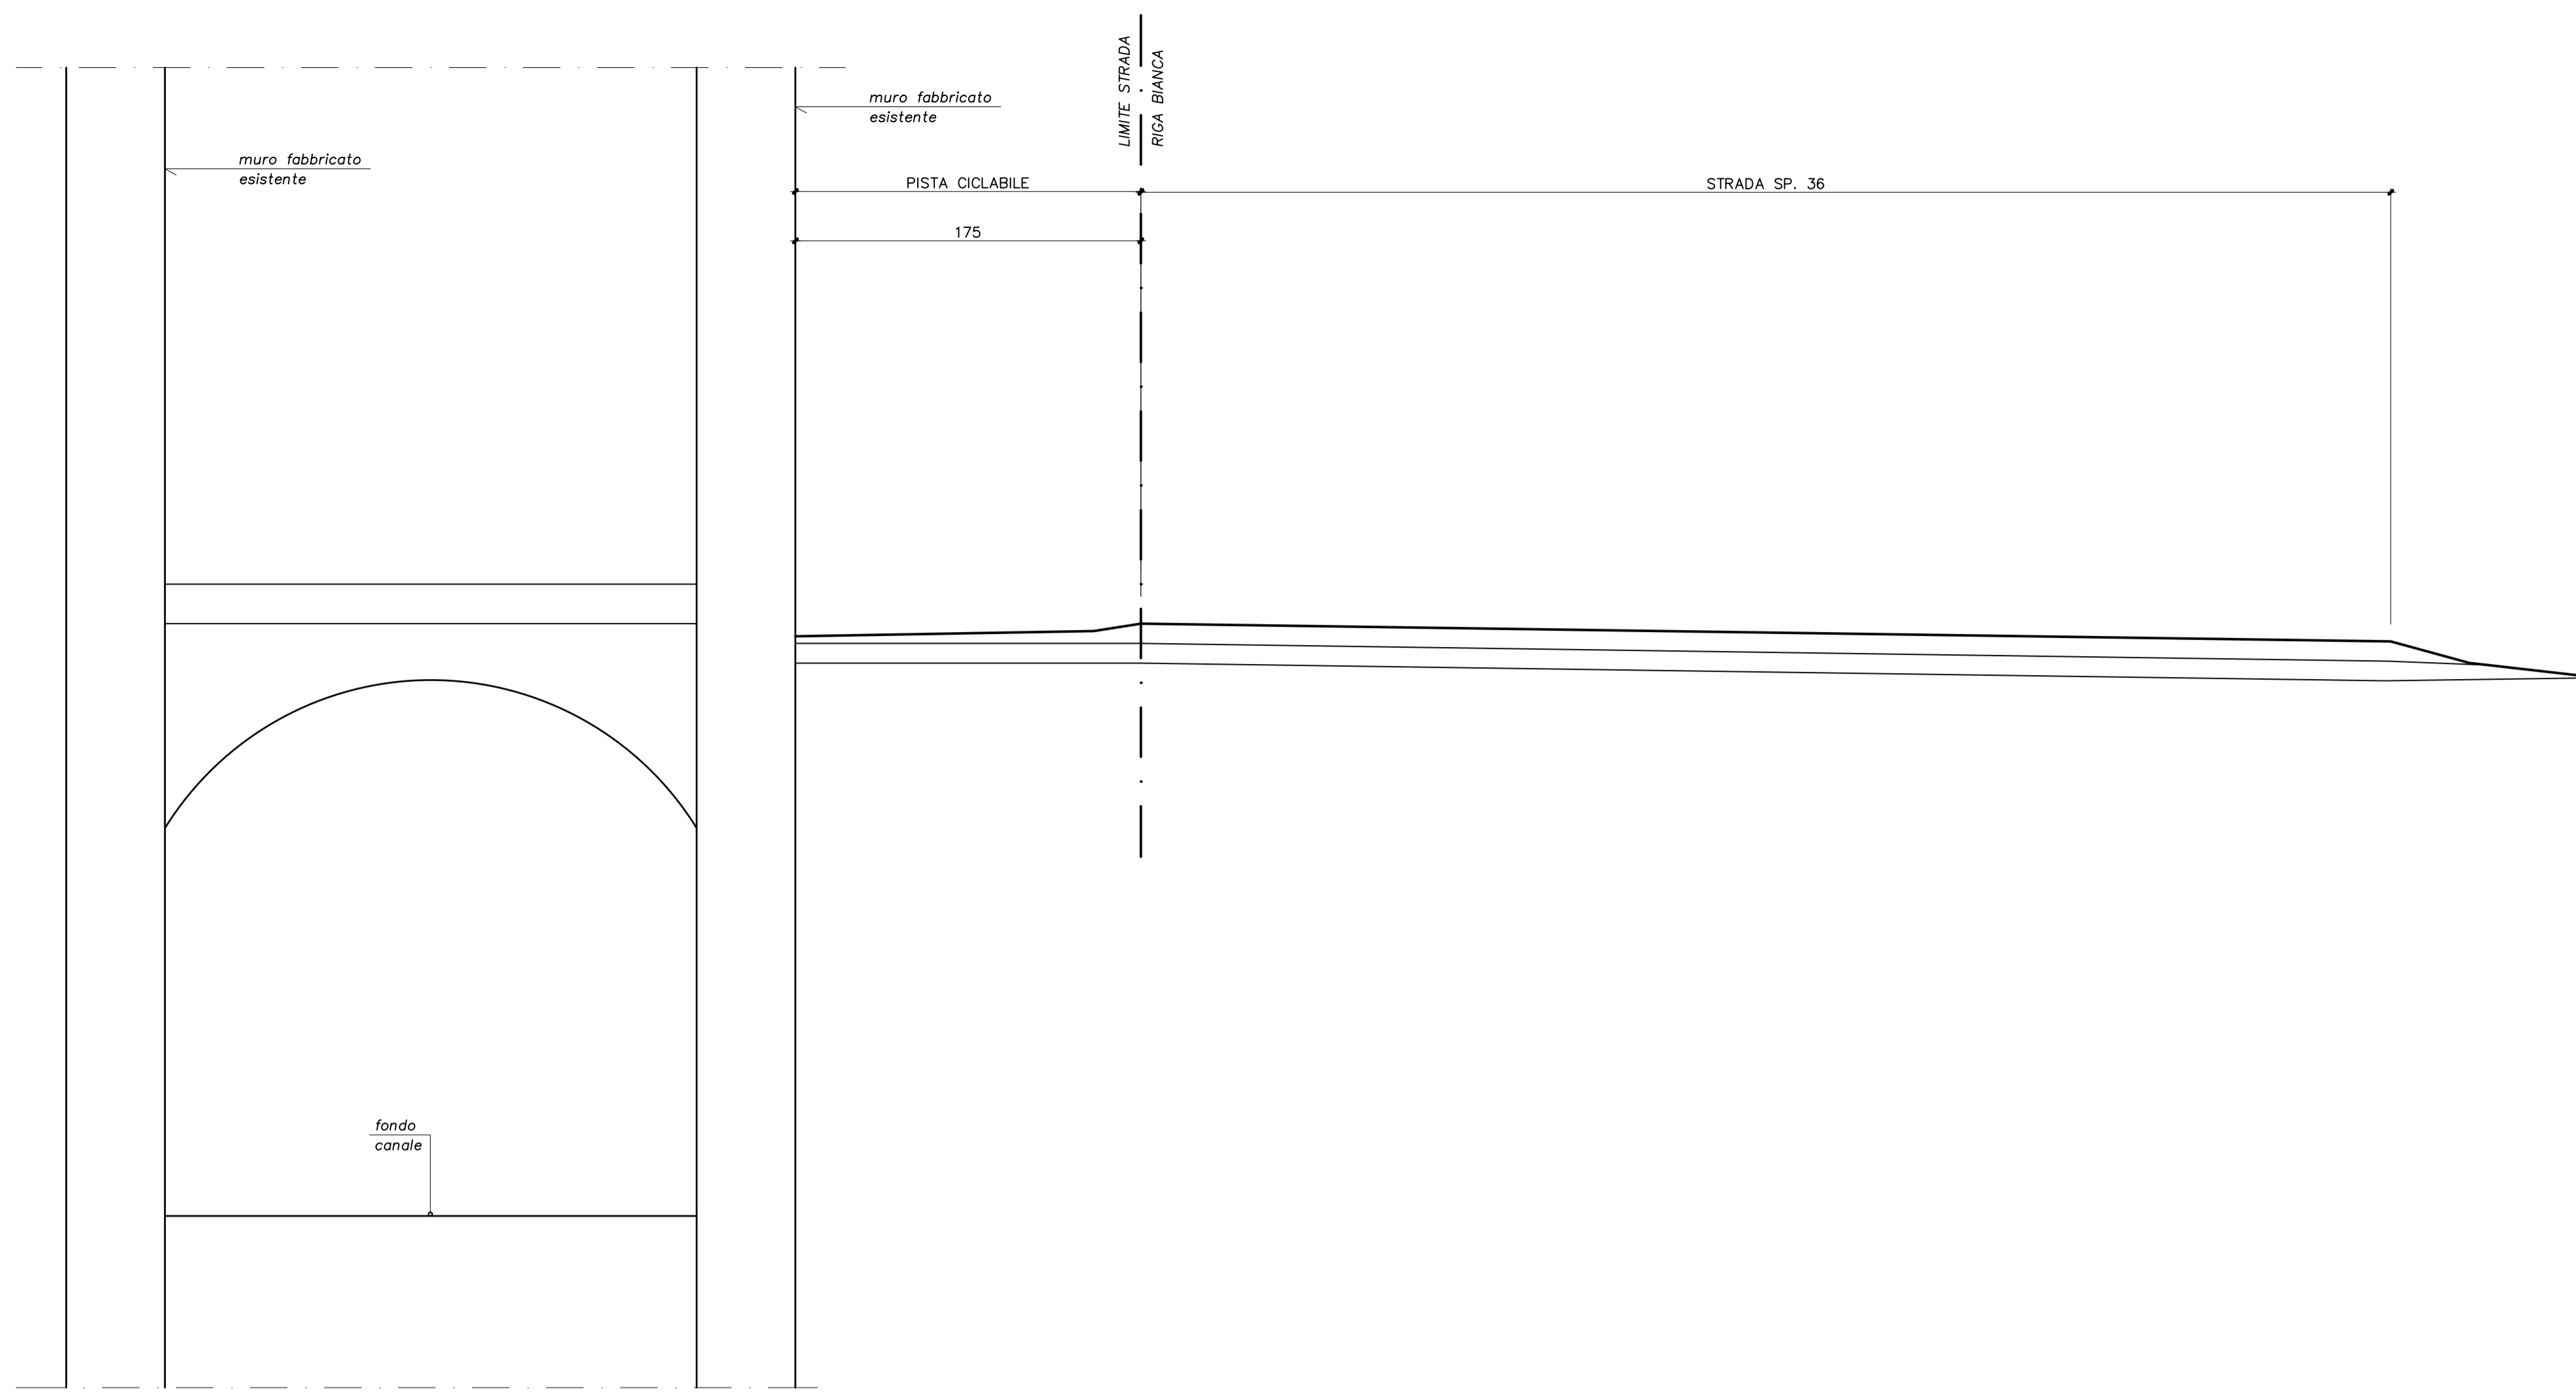 LIMITE STRADA
RIGA BIANCA
muro fabbricato
esistente
muro fabbricato
esistente
PISTA CICLABILE
STRADA SP. 36
175
fondo
canale